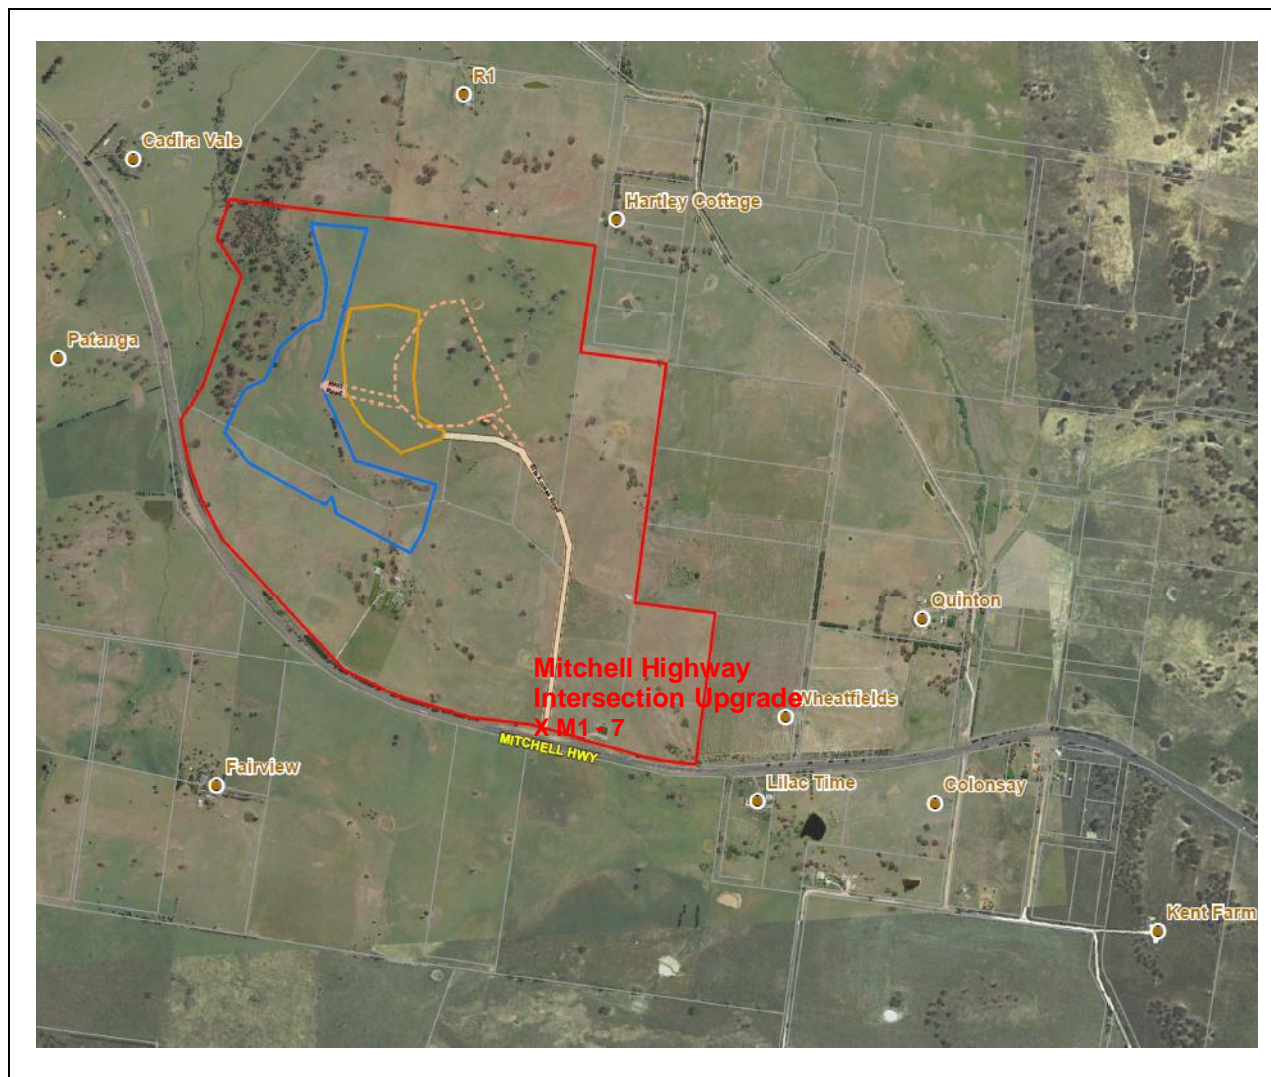 R1
Cadira Vale
Hartley Cottage
Patanga
Quinton
Mitchell Highway
Intersection Upgrade
X M1 - 7
Wheatfields
MITCHELL HWY
Fairview
Lilac Time
Colonsay
Kent Farm